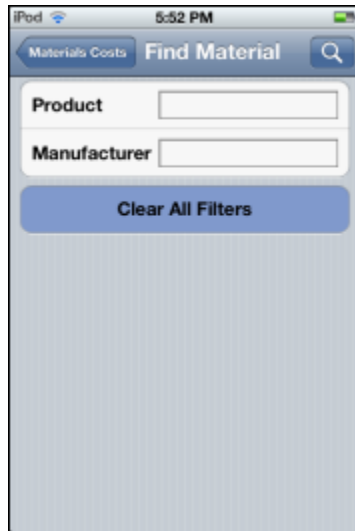 iPod 5:52 PM
Materials Costs Find Material
Product
Manufacturer
Clear All Filters